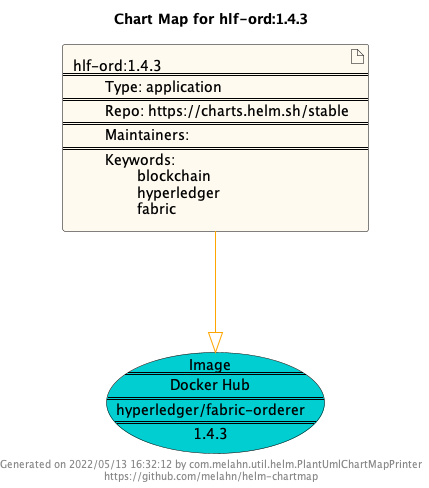 Chart Map for hlf-ord:1.4.3
hlf-ord:1.4.3
Type: application
Repo: https://charts.helm.sh/stable
Maintainers:
Keywords:
blockchain
hyperledger
fabric
Image
Docker Hub
hyperledger/fabric-orderer
1.4.3
Generated on 2022/05/13 16:32:12 by com.melahn.util.helm.PlantUmlChartMapPrinter
https://github.com/melahn/helm-chartmap